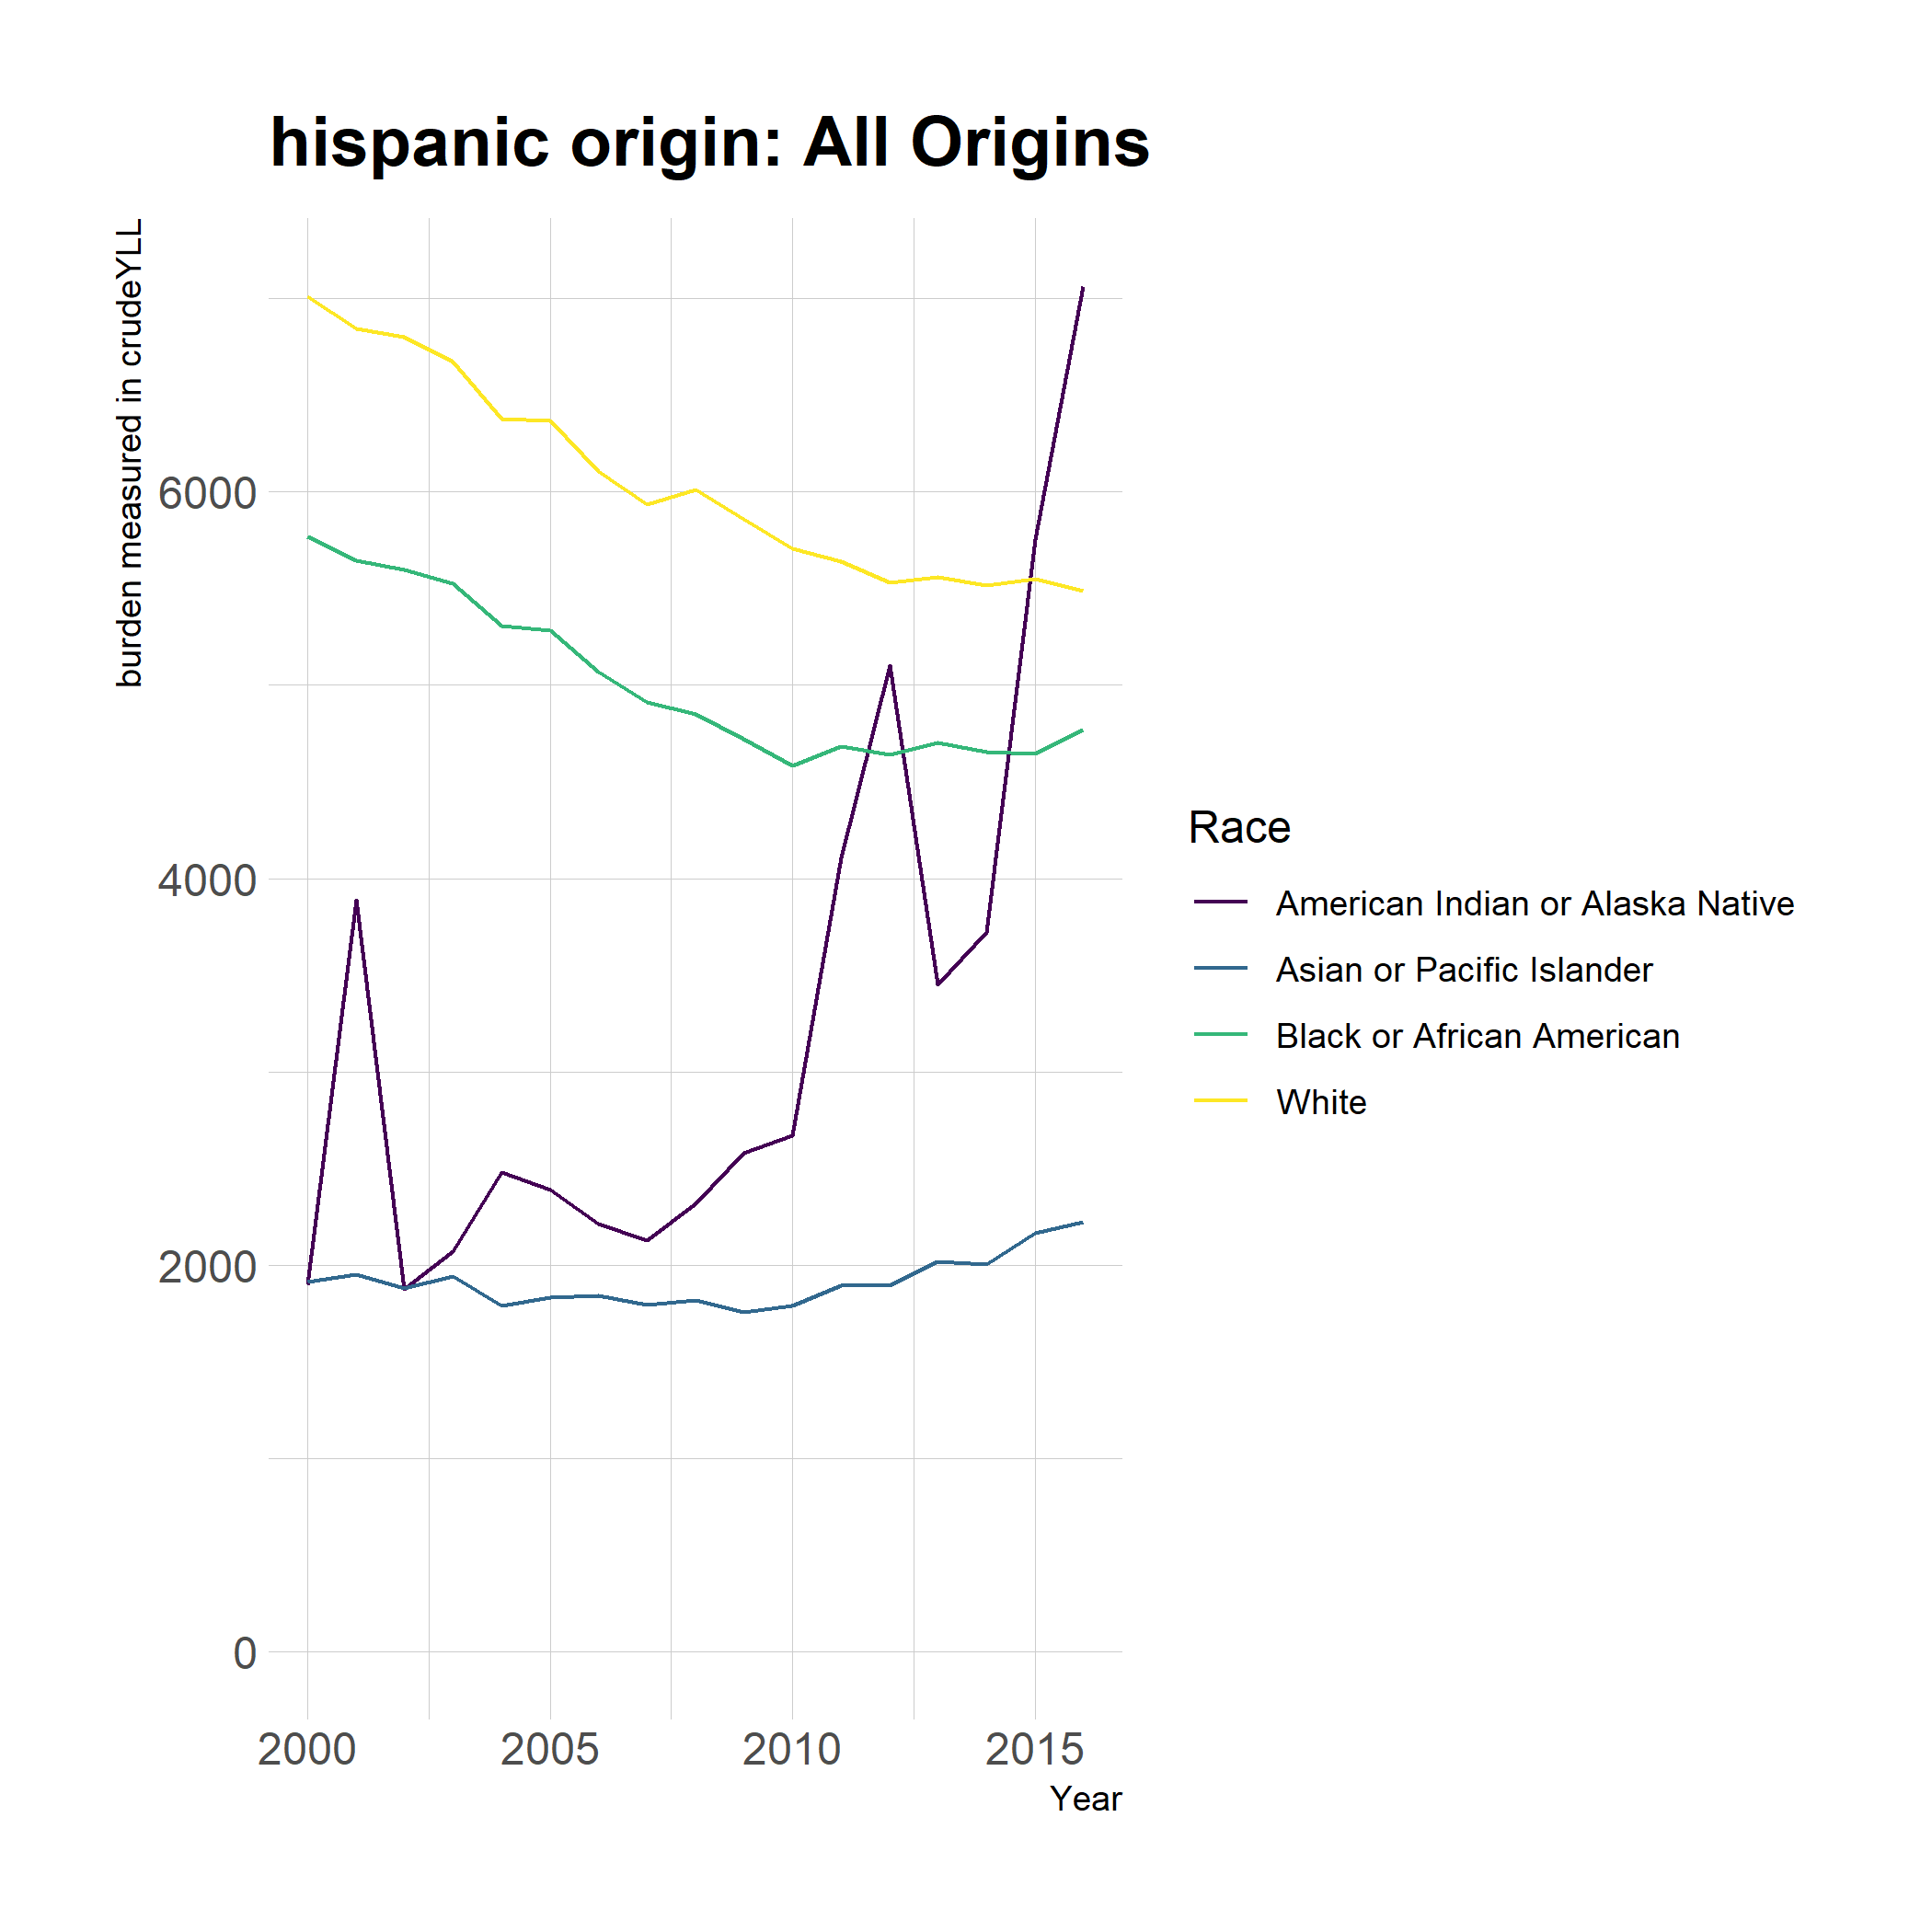 hispanic origin: All Origins
burden measured in crudeYLL
6000
4000
2000
0
2000
2005
2010
2015
Year
Race
American Indian or Alaska Native
Asian or Pacific Islander
Black or African American
White